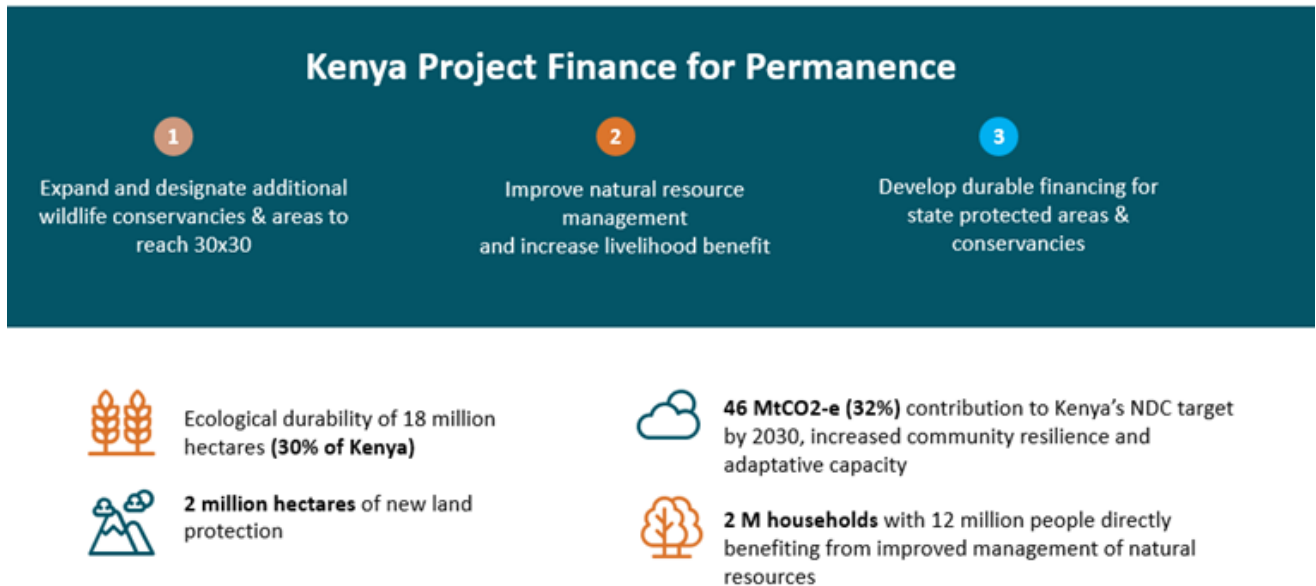 Kenya Project Finance for Permanence
1
Expand and designate additional
wildlife conservancies & areas to
reach 30x30
2
Improve natural resource
management
and increase livelihood benefit
3
Develop durable financing for
state protected areas &
conservancies
Ecological durability of 18 million
hectares (30% of Kenya)
2 million hectares of new land
protection
46 MtCO2-e (32%) contribution to Kenya's NDC target
by 2030, increased community resilience and
adaptative capacity
2 M households with 12 million people directly
benefiting from improved management of natural
resources